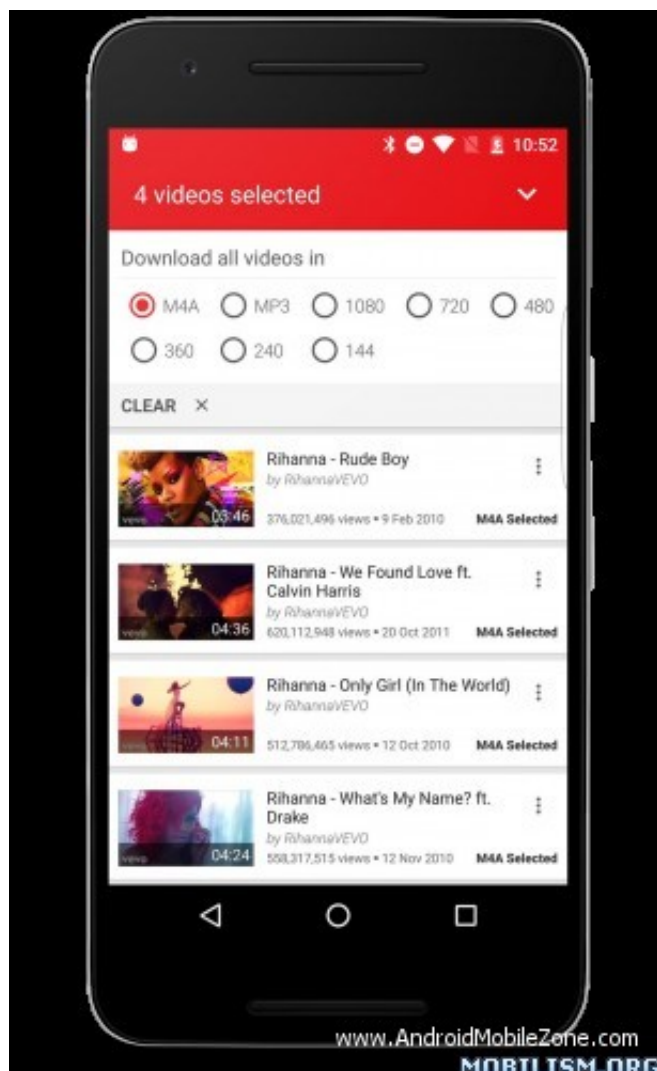 10:52
4 videos selected
Download all videos in
M4A MP3 1080 720 480
360 240 144
CLEAR ×
Rihanna - Rude Boy
by RihannaVEVO
vevo 03:46
376,021,496 views • 9 Feb 2010 M4A Selected
Rihanna - We Found Love ft.
Calvin Harris
by RihannaVEVO
vevo 04:36
620,112,948 views • 20 Oct 2011 M4A Selected
Rihanna - Only Girl (In The World)
by RihannaVEVO
vevo 04:11
512,786,465 views • 12 Oct 2010 M4A Selected
Rihanna - What's My Name? ft.
Drake
by RihannaVEVO
vevo 04:24
558,317,515 views • 12 Nov 2010 M4A Selected
www.AndroidMobileZone.com
MOBILISM.ORG